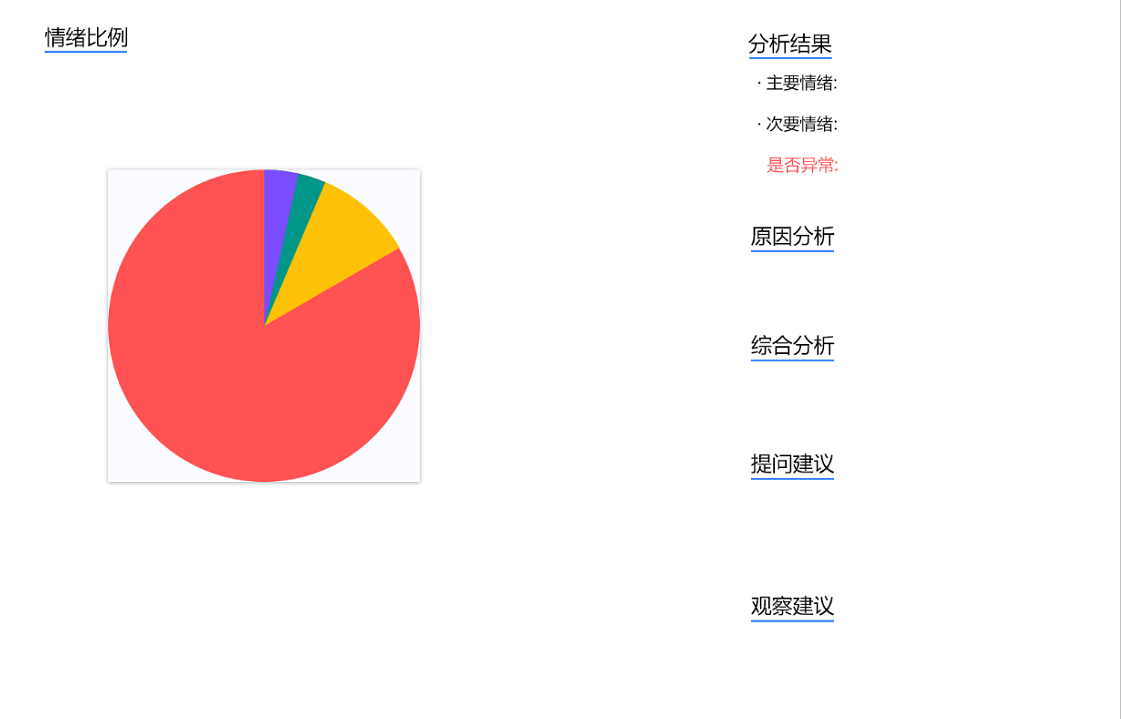 情绪比例
分析结果
· 主要情绪:
· 次要情绪:
是否异常:
原因分析
综合分析
提问建议
观察建议